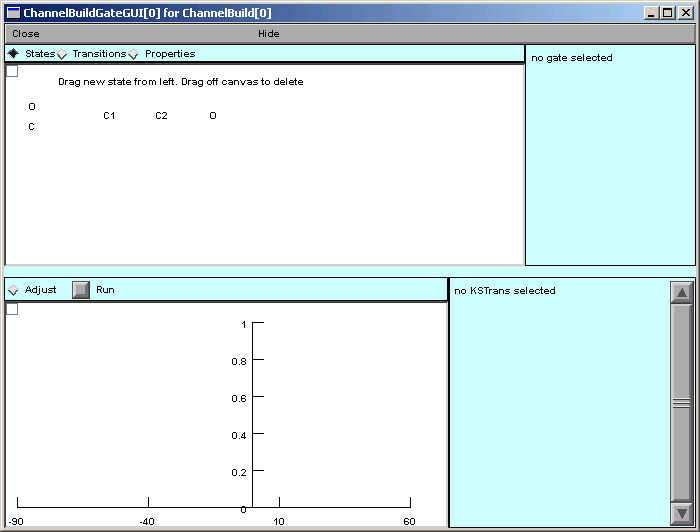 ChannelBuildGateGUI[0] for ChannelBuild[0]
Close Hide
States Transitions Properties
no gate selected
Drag new state from left. Drag off canvas to delete
O
C1 C2 O
C
Adjust Run
no KSTrans selected
1
0.8
0.6
0.4
0.2
0
-90 -40 10 60